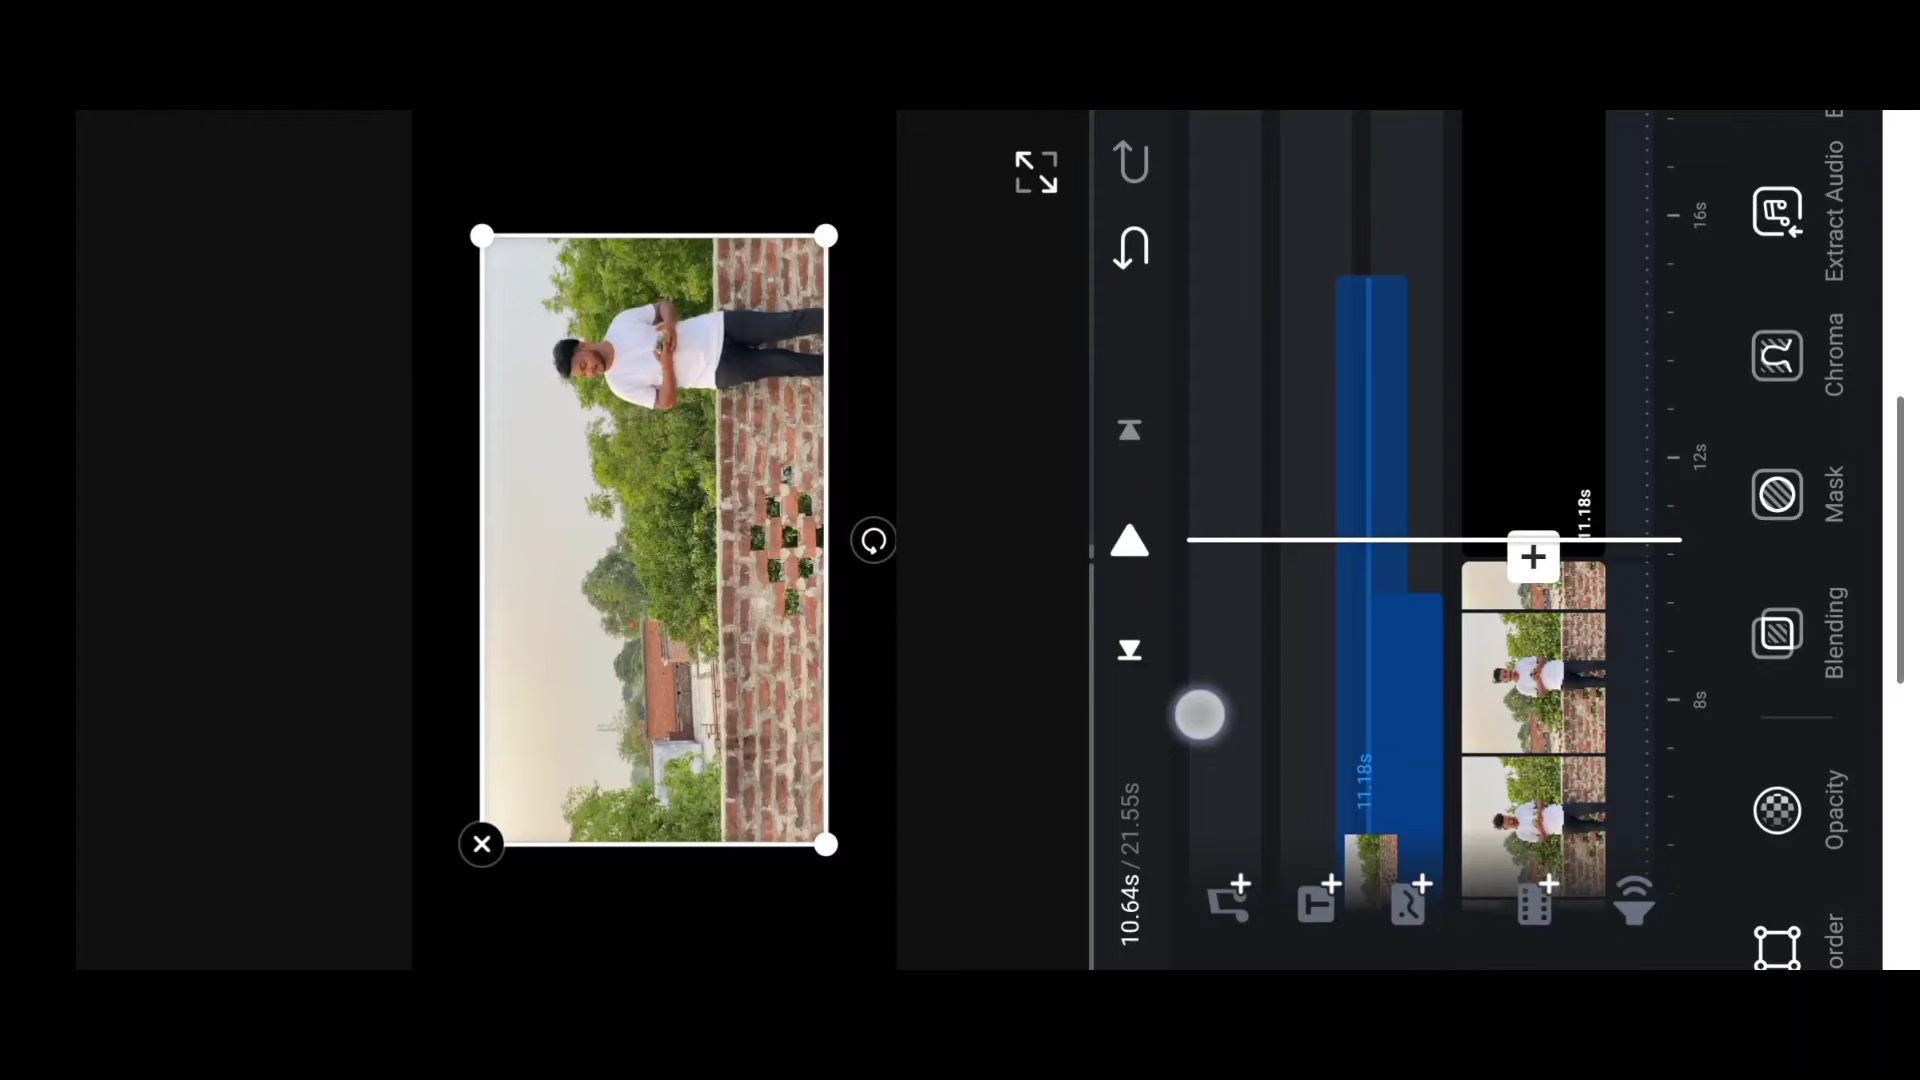 10.64s / 21.55s
11.18s
11.18s
8s
12s
16s
order
Opacity
Blending
Mask
Chroma
Extract Audio